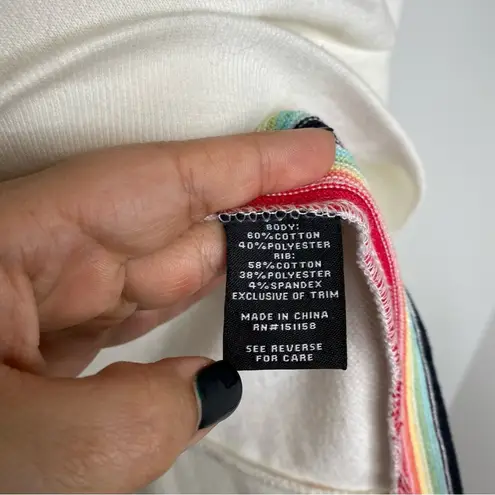 BODY:
60%COTTON
40%POLYESTER
RIB:
58%COTTON
38%POLYESTER
4%SPANDEX
EXCLUSIVE OF TRIM
MADE IN CHINA
RN#151158
SEE REVERSE
FOR CARE